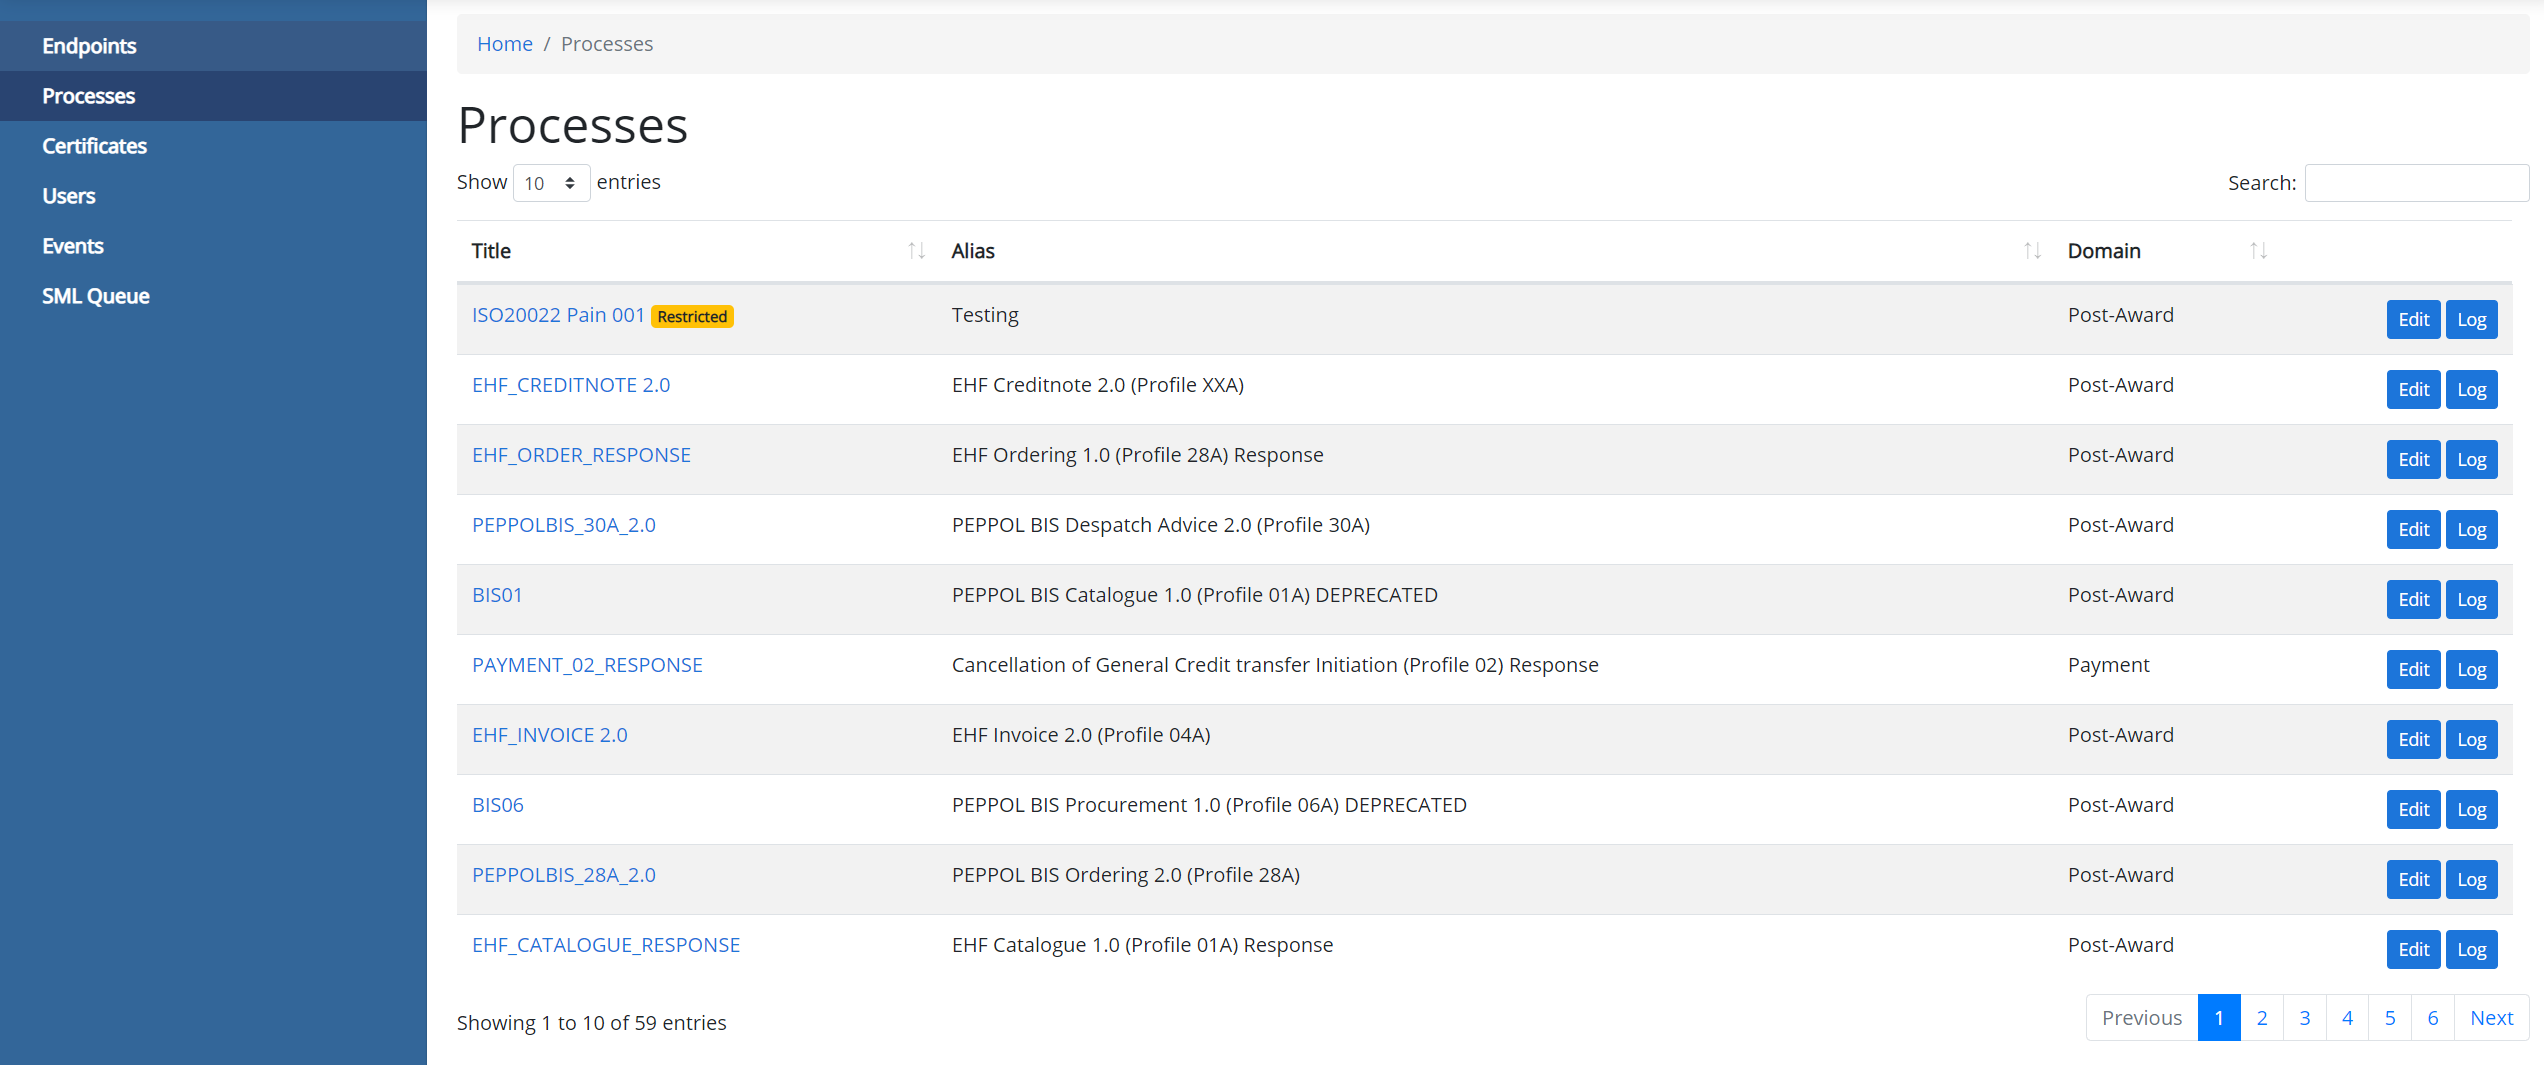 Endpoints
Processes
Certificates
Users
Events
SML Queue
Home / Processes
Processes
Show 10 entries
Search:
Title Alias Domain
ISO20022 Pain 001 Restricted Testing Post-Award Edit Log
EHF_CREDITNOTE 2.0 EHF Creditnote 2.0 (Profile XXA) Post-Award Edit Log
EHF_ORDER_RESPONSE EHF Ordering 1.0 (Profile 28A) Response Post-Award Edit Log
PEPPOLBIS_30A_2.0 PEPPOL BIS Despatch Advice 2.0 (Profile 30A) Post-Award Edit Log
BIS01 PEPPOL BIS Catalogue 1.0 (Profile 01A) DEPRECATED Post-Award Edit Log
PAYMENT_02_RESPONSE Cancellation of General Credit transfer Initiation (Profile 02) Response Payment Edit Log
EHF_INVOICE 2.0 EHF Invoice 2.0 (Profile 04A) Post-Award Edit Log
BIS06 PEPPOL BIS Procurement 1.0 (Profile 06A) DEPRECATED Post-Award Edit Log
PEPPOLBIS_28A_2.0 PEPPOL BIS Ordering 2.0 (Profile 28A) Post-Award Edit Log
EHF_CATALOGUE_RESPONSE EHF Catalogue 1.0 (Profile 01A) Response Post-Award Edit Log
Showing 1 to 10 of 59 entries
Previous 1 2 3 4 5 6 Next